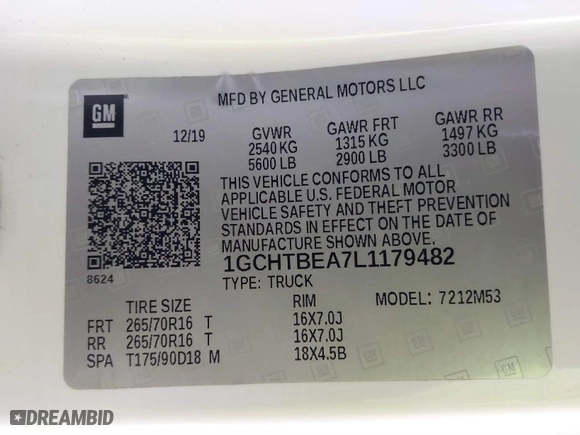 GM
MFD BY GENERAL MOTORS LLC
12/19 GVWR GAWR FRT GAWR RR
2540 KG 1315 KG 1497 KG
5600 LB 2900 LB 3300 LB
THIS VEHICLE CONFORMS TO ALL
APPLICABLE U.S. FEDERAL MOTOR
VEHICLE SAFETY AND THEFT PREVENTION
STANDARDS IN EFFECT ON THE DATE OF
MANUFACTURE SHOWN ABOVE.
8624 1GCHTBEA7L1179482
TYPE: TRUCK
TIRE SIZE RIM MODEL: 7212M53
FRT 265/70R16 T 16X7.0J
RR 265/70R16 T 16X7.0J
SPA T175/90D18 M 18X4.5B
DREAMBID